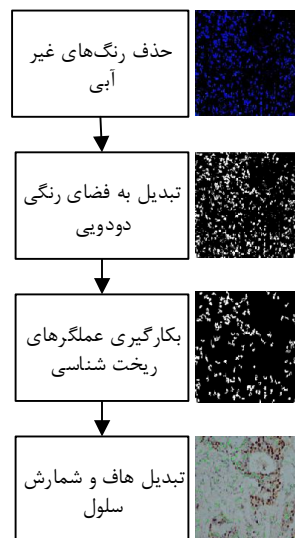 حذف رنگ‌های غیر
آبی
تبدیل به فضای رنگی
دودویی
بکارگیری عملگرهای
ریخت شناسی
تبدیل هاف و شمارش
سلول